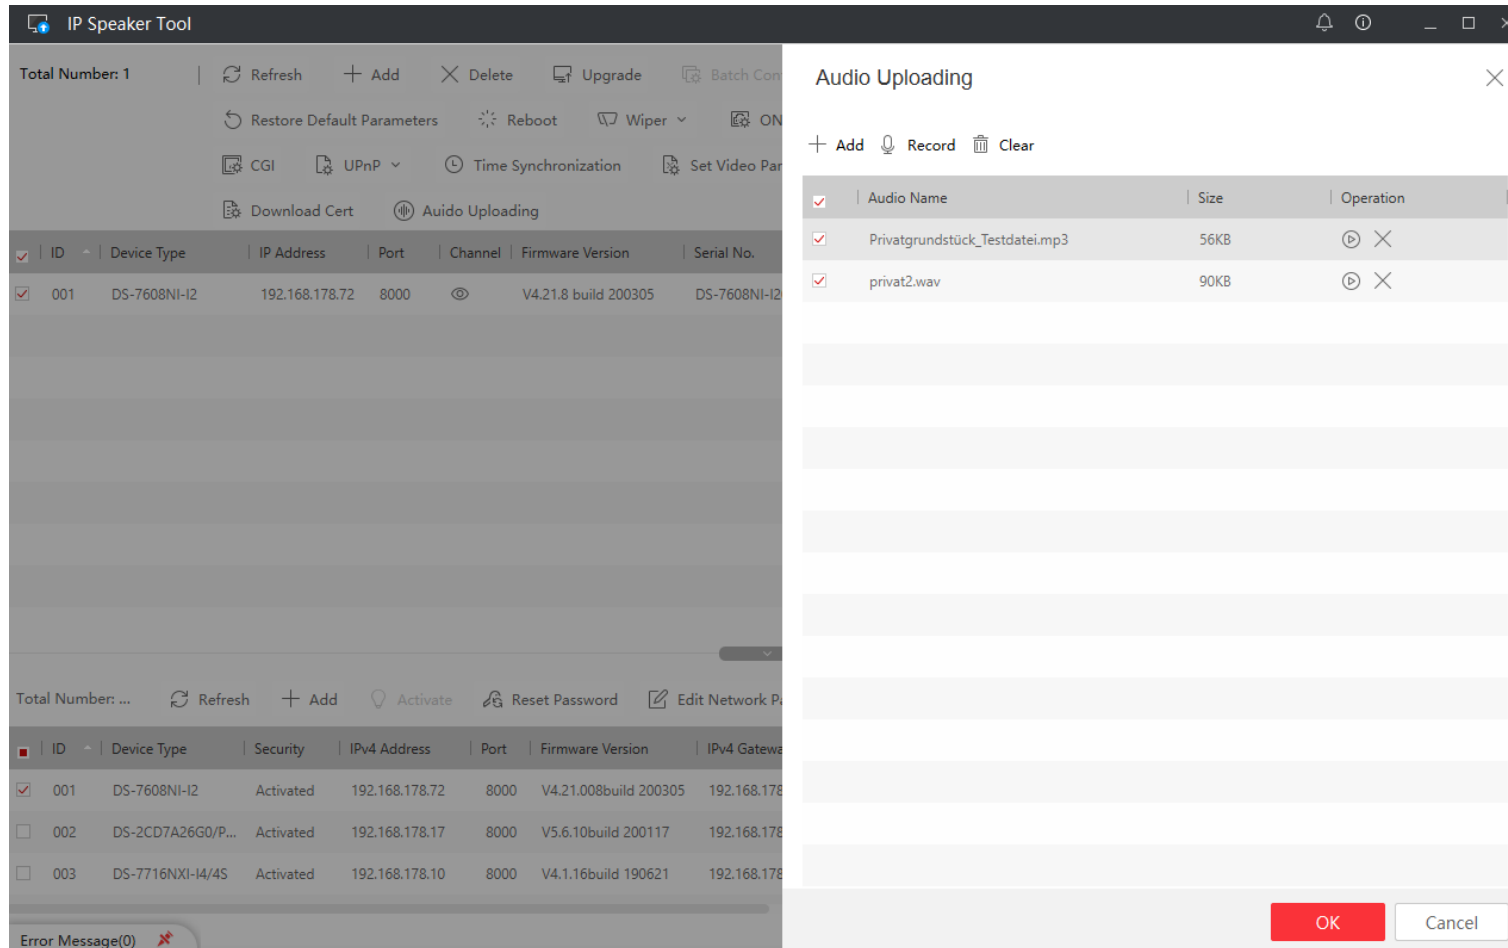 IP Speaker Tool
Total Number: 1
Refresh
Add
Delete
Upgrade
Batch Con
Restore Default Parameters
Reboot
Wiper
ON
CGI
UPnP
Time Synchronization
Set Video Par
Download Cert
Auido Uploading
ID Device Type IP Address Port Channel Firmware Version Serial No.
001 DS-7608NI-I2 192.168.178.72 8000 V4.21.8 build 200305 DS-7608NI-I2
Total Number: ...
Refresh
Add
Activate
Reset Password
Edit Network Pa
ID Device Type Security IPv4 Address Port Firmware Version IPv4 Gatewa
001 DS-7608NI-I2 Activated 192.168.178.72 8000 V4.21.008build 200305 192.168.178
002 DS-2CD7A26G0/P... Activated 192.168.178.17 8000 V5.6.10build 200117 192.168.178
003 DS-7716NXI-I4/4S Activated 192.168.178.10 8000 V4.1.16build 190621 192.168.178
Error Message(0)
Audio Uploading
Add
Record
Clear
Audio Name Size Operation
Privatgrundstück_Testdatei.mp3 56KB
privat2.wav 90KB
OK
Cancel